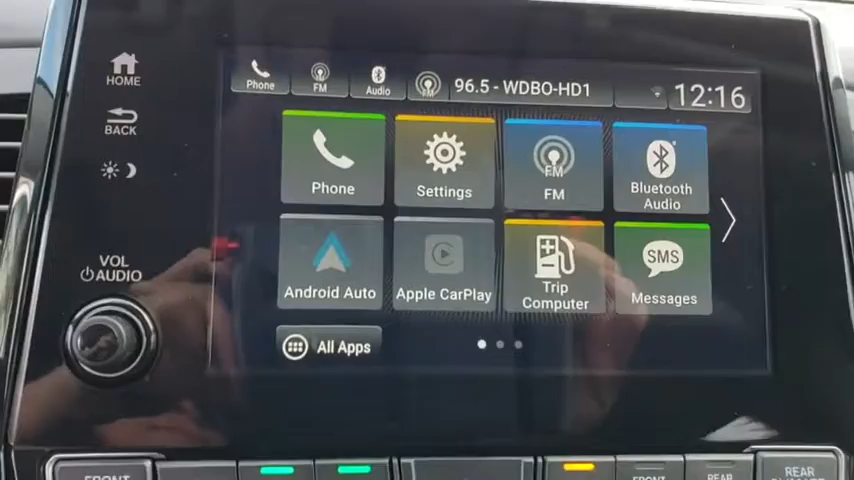 HOME
BACK
VOL
AUDIO
Phone
FM
Audio
FM
96.5 - WDBO-HD1
12:16
Phone
Settings
FM
FM
Bluetooth
Audio
Android Auto
Apple CarPlay
Trip
Computer
SMS
Messages
All Apps
FRONT
FRONT
REAR
REAR